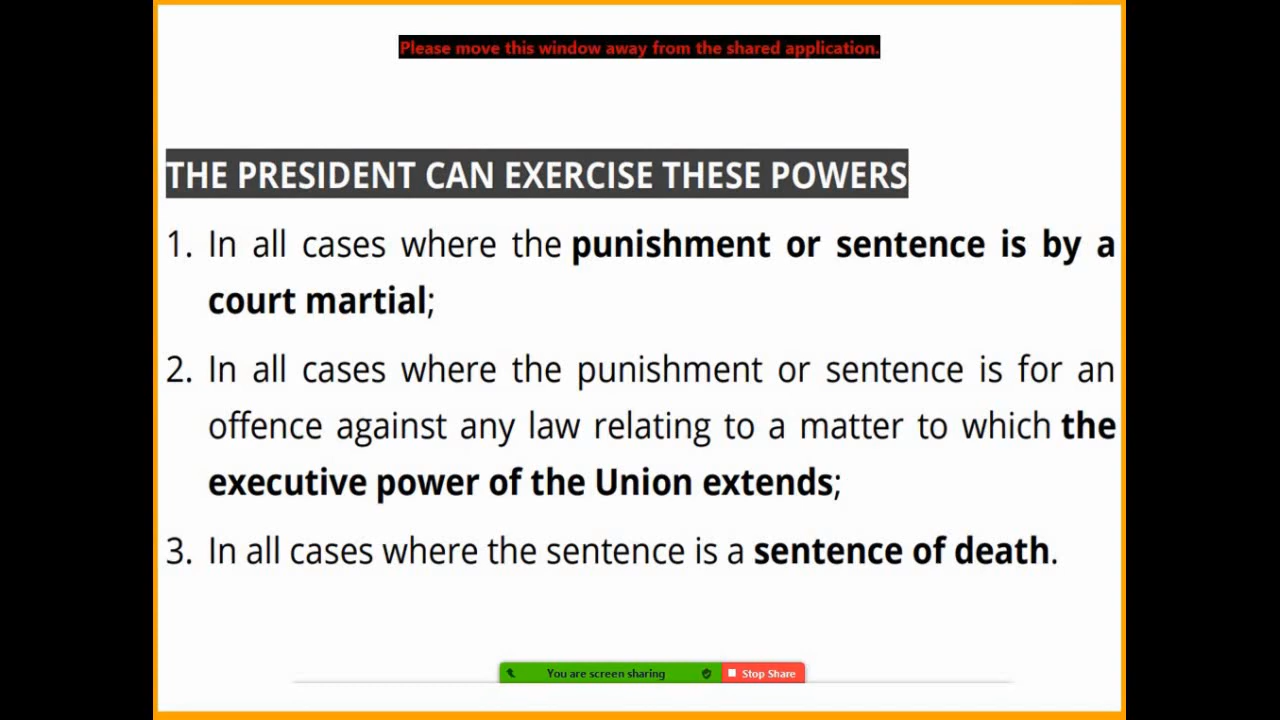 Please move this window away from the shared application.
THE PRESIDENT CAN EXERCISE THESE POWERS
1. In all cases where the punishment or sentence is by a
court martial;
2. In all cases where the punishment or sentence is for an
offence against any law relating to a matter to which the
executive power of the Union extends;
3. In all cases where the sentence is a sentence of death.
You are screen sharing Stop Share